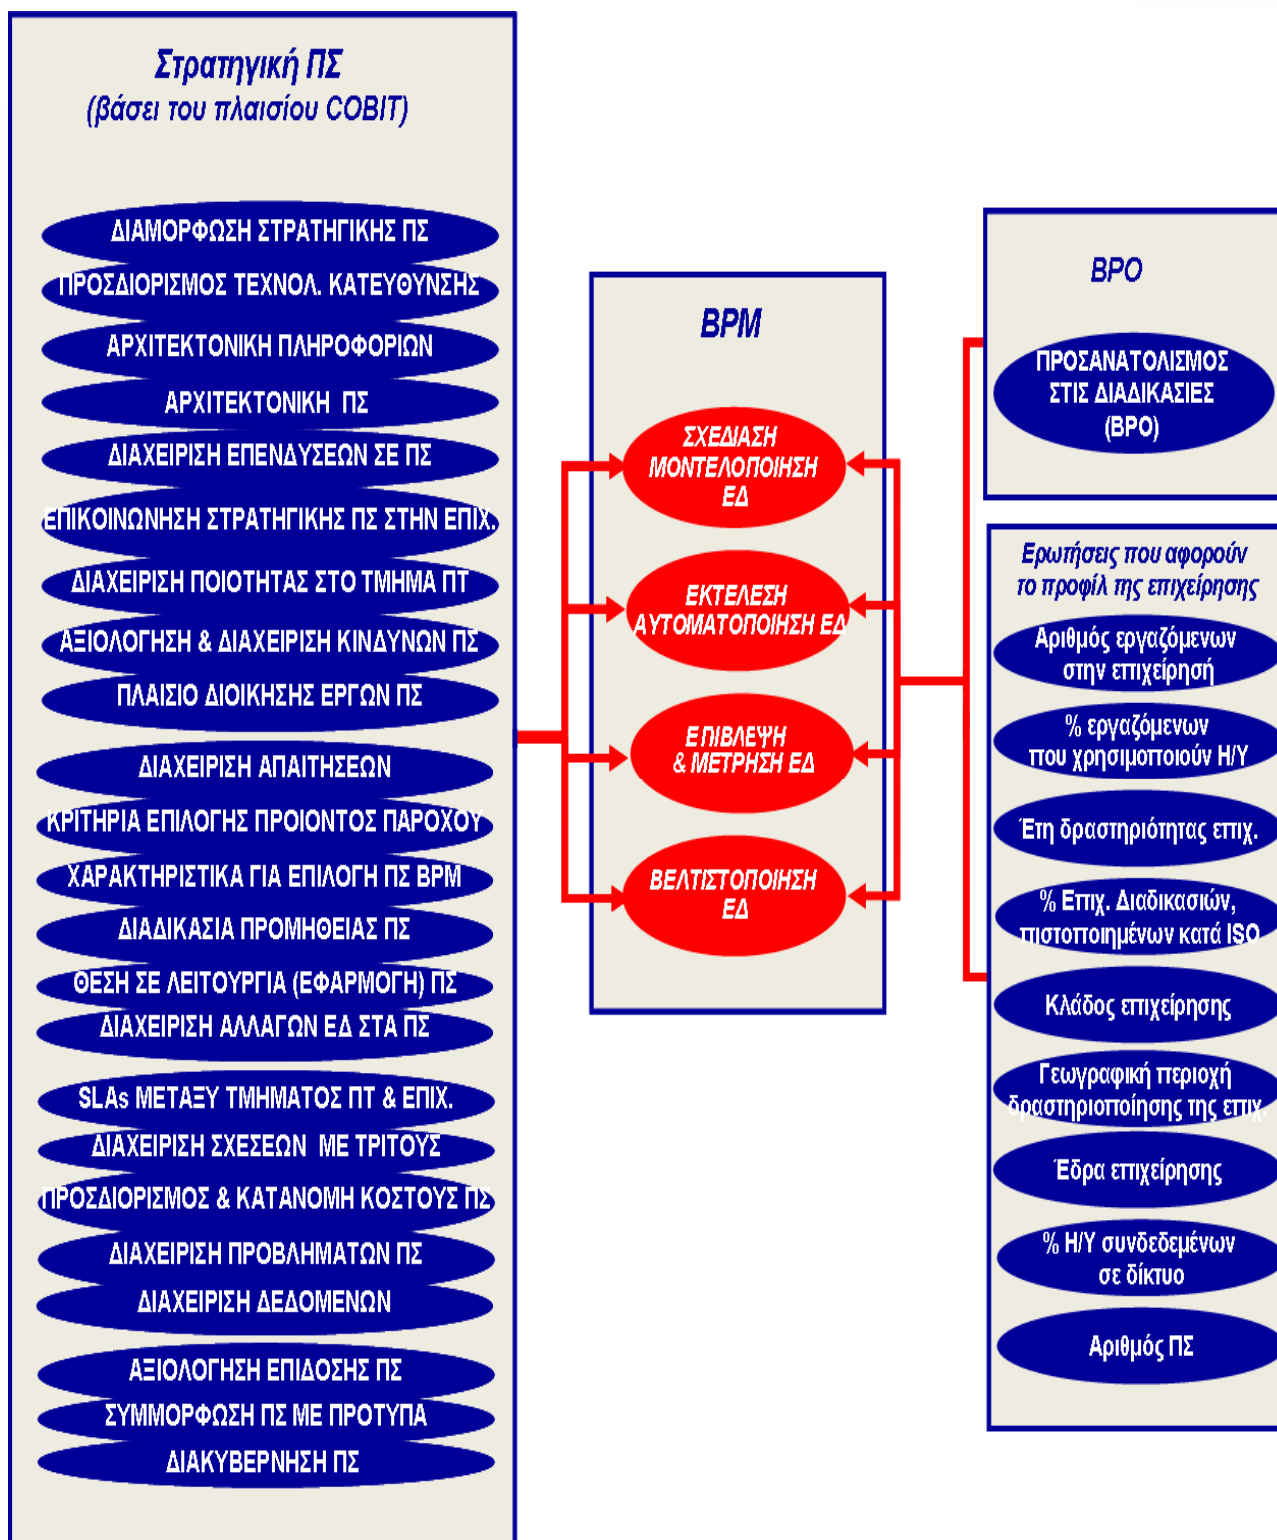 Στρατηγική ΠΣ
(βάσει του πλαισίου COBIT)
ΔΙΑΜΟΡΦΩΣΗ ΣΤΡΑΤΗΓΙΚΗΣ ΠΣ
ΠΡΟΣΔΙΟΡΙΣΜΟΣ ΤΕΧΝΟΛ. ΚΑΤΕΥΘΥΝΣΗΣ
ΑΡΧΙΤΕΚΤΟΝΙΚΗ ΠΛΗΡΟΦΟΡΙΩΝ
ΑΡΧΙΤΕΚΤΟΝΙΚΗ ΠΣ
ΔΙΑΧΕΙΡΙΣΗ ΕΠΕΝΔΥΣΕΩΝ ΣΕ ΠΣ
ΕΠΙΚΟΙΝΩΝΗΣΗ ΣΤΡΑΤΗΓΙΚΗΣ ΠΣ ΣΤΗΝ ΕΠΙΧ.
ΔΙΑΧΕΙΡΙΣΗ ΠΟΙΟΤΗΤΑΣ ΣΤΟ ΤΜΗΜΑ ΠΤ
ΑΞΙΟΛΟΓΗΣΗ & ΔΙΑΧΕΙΡΙΣΗ ΚΙΝΔΥΝΩΝ ΠΣ
ΠΛΑΙΣΙΟ ΔΙΟΙΚΗΣΗΣ ΕΡΓΩΝ ΠΣ
ΔΙΑΧΕΙΡΙΣΗ ΑΠΑΙΤΗΣΕΩΝ
ΚΡΙΤΗΡΙΑ ΕΠΙΛΟΓΗΣ ΠΡΟΙΟΝΤΟΣ ΠΑΡΟΧΟΥ
ΧΑΡΑΚΤΗΡΙΣΤΙΚΑ ΓΙΑ ΕΠΙΛΟΓΗ ΠΣ BPM
ΔΙΑΔΙΚΑΣΙΑ ΠΡΟΜΗΘΕΙΑΣ ΠΣ
ΘΕΣΗ ΣΕ ΛΕΙΤΟΥΡΓΙΑ (ΕΦΑΡΜΟΓΗ) ΠΣ
ΔΙΑΧΕΙΡΙΣΗ ΑΛΛΑΓΩΝ ΕΔ ΣΤΑ ΠΣ
SLAs ΜΕΤΑΞΥ ΤΜΗΜΑΤΟΣ ΠΤ & ΕΠΙΧ.
ΔΙΑΧΕΙΡΙΣΗ ΣΧΕΣΕΩΝ ΜΕ ΤΡΙΤΟΥΣ
ΠΡΟΣΔΙΟΡΙΣΜΟΣ & ΚΑΤΑΝΟΜΗ ΚΟΣΤΟΥΣ ΠΣ
ΔΙΑΧΕΙΡΙΣΗ ΠΡΟΒΛΗΜΑΤΩΝ ΠΣ
ΔΙΑΧΕΙΡΙΣΗ ΔΕΔΟΜΕΝΩΝ
ΑΞΙΟΛΟΓΗΣΗ ΕΠΙΔΟΣΗΣ ΠΣ
ΣΥΜΜΟΡΦΩΣΗ ΠΣ ΜΕ ΠΡΟΤΥΠΑ
ΔΙΑΚΥΒΕΡΝΗΣΗ ΠΣ
BPM
ΣΧΕΔΙΑΣΗ
ΜΟΝΤΕΛΟΠΟΙΗΣΗ
ΕΔ
ΕΚΤΕΛΕΣΗ
ΑΥΤΟΜΑΤΟΠΟΙΗΣΗ ΕΔ
ΕΠΙΒΛΕΨΗ
& ΜΕΤΡΗΣΗ ΕΔ
ΒΕΛΤΙΣΤΟΠΟΙΗΣΗ
ΕΔ
BPO
ΠΡΟΣΑΝΑΤΟΛΙΣΜΟΣ
ΣΤΙΣ ΔΙΑΔΙΚΑΣΙΕΣ
(BPO)
Ερωτήσεις που αφορούν
το προφίλ της επιχείρησης
Αριθμός εργαζόμενων
στην επιχείρησή
% εργαζόμενων
που χρησιμοποιούν Η/Υ
Έτη δραστηριότητας επιχ.
% Επιχ. Διαδικασιών,
πιστοποιημένων κατά ISO
Κλάδος επιχείρησης
Γεωγραφική περιοχή
δραστηριοποίησης της επιχ.
Έδρα επιχείρησης
% Η/Υ συνδεδεμένων
σε δίκτυο
Αριθμός ΠΣ